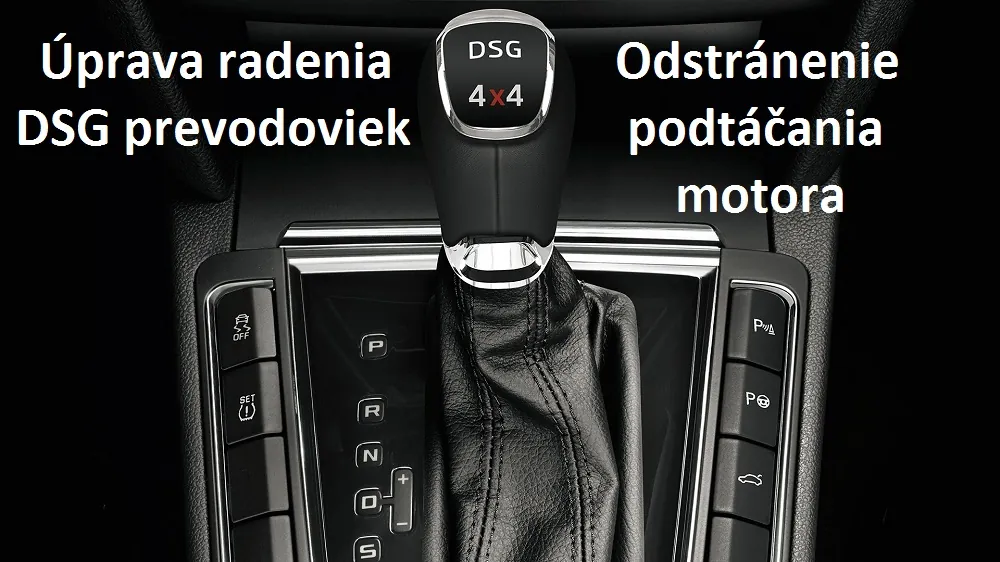 Úprava radenia
DSG prevodoviek
Odstránenie
podtáčania
motora
DSG
4x4
OFF
SET
P
R
N
D
+
−
S
P
P